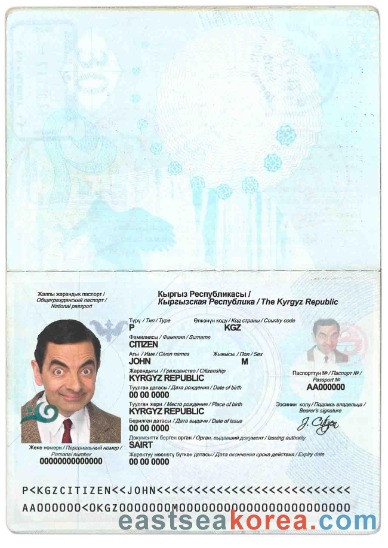 Жалпы жарандык паспорт /
Общегражданский паспорт /
National passport
Кыргыз Республикасы /
Кыргызская Республика / The Kyrgyz Republic
Түрү / Тип / Type
Өлкөнүн коду / Код страны / Country code
P
KGZ
Фамилиясы / Фамилия / Surname
CITIZEN
Аты / Имя / Given names
Жынысы / Пол / Sex
JOHN
M
Жарандыгы / Гражданство / Citizenship
KYRGYZ REPUBLIC
Паспорттун № / Паспорт № /
Passport №
AA000000
Туулган датасы / Дата рождения / Date of birth
00 00 0000
Туулган жери / Место рождения / Place of birth
KYRGYZ REPUBLIC
Ээсинин колу / Подпись владельца /
Bearer's signature
J. Citizen
Берилген датасы / Дата выдачи / Date of issue
00 00 0000
Документти берген орган / Орган, выдавший документ / Issuing authority
SAIRT
Жеке номери / Персональный номер /
Personal number
00000000000000
Жарактуу мөөнөтү бүткөн датасы / Дата окончания срока действия / Expiry date
00 00 0000
P<KGZCITIZEN<<JOHN<<<<<<<<<<<<<<<<<<<<<<<<<<
eastseakorea.com